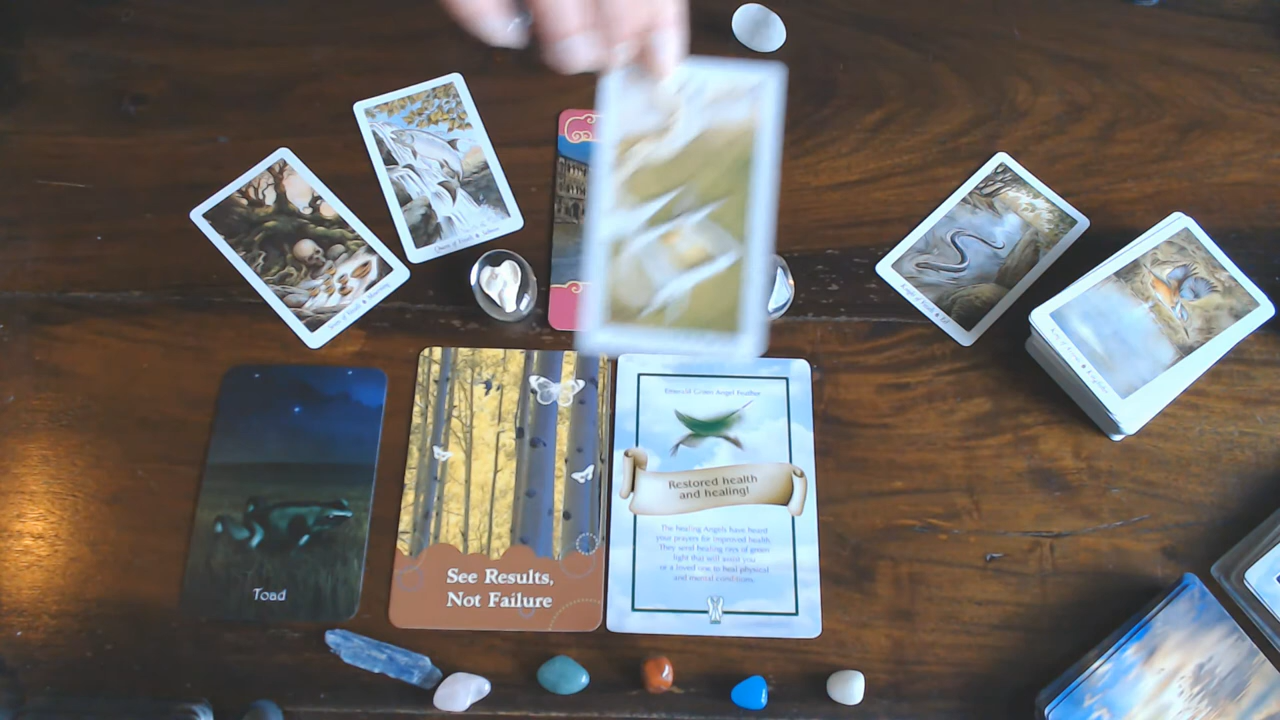 Toad
See Results,
Not Failure
Emerald Green Angel Feather
Restored health
and healing!
The healing Angels have heard
your prayers for improved health.
They send healing rays of green
light that will assist you
or a loved one to heal physical
and mental conditions.